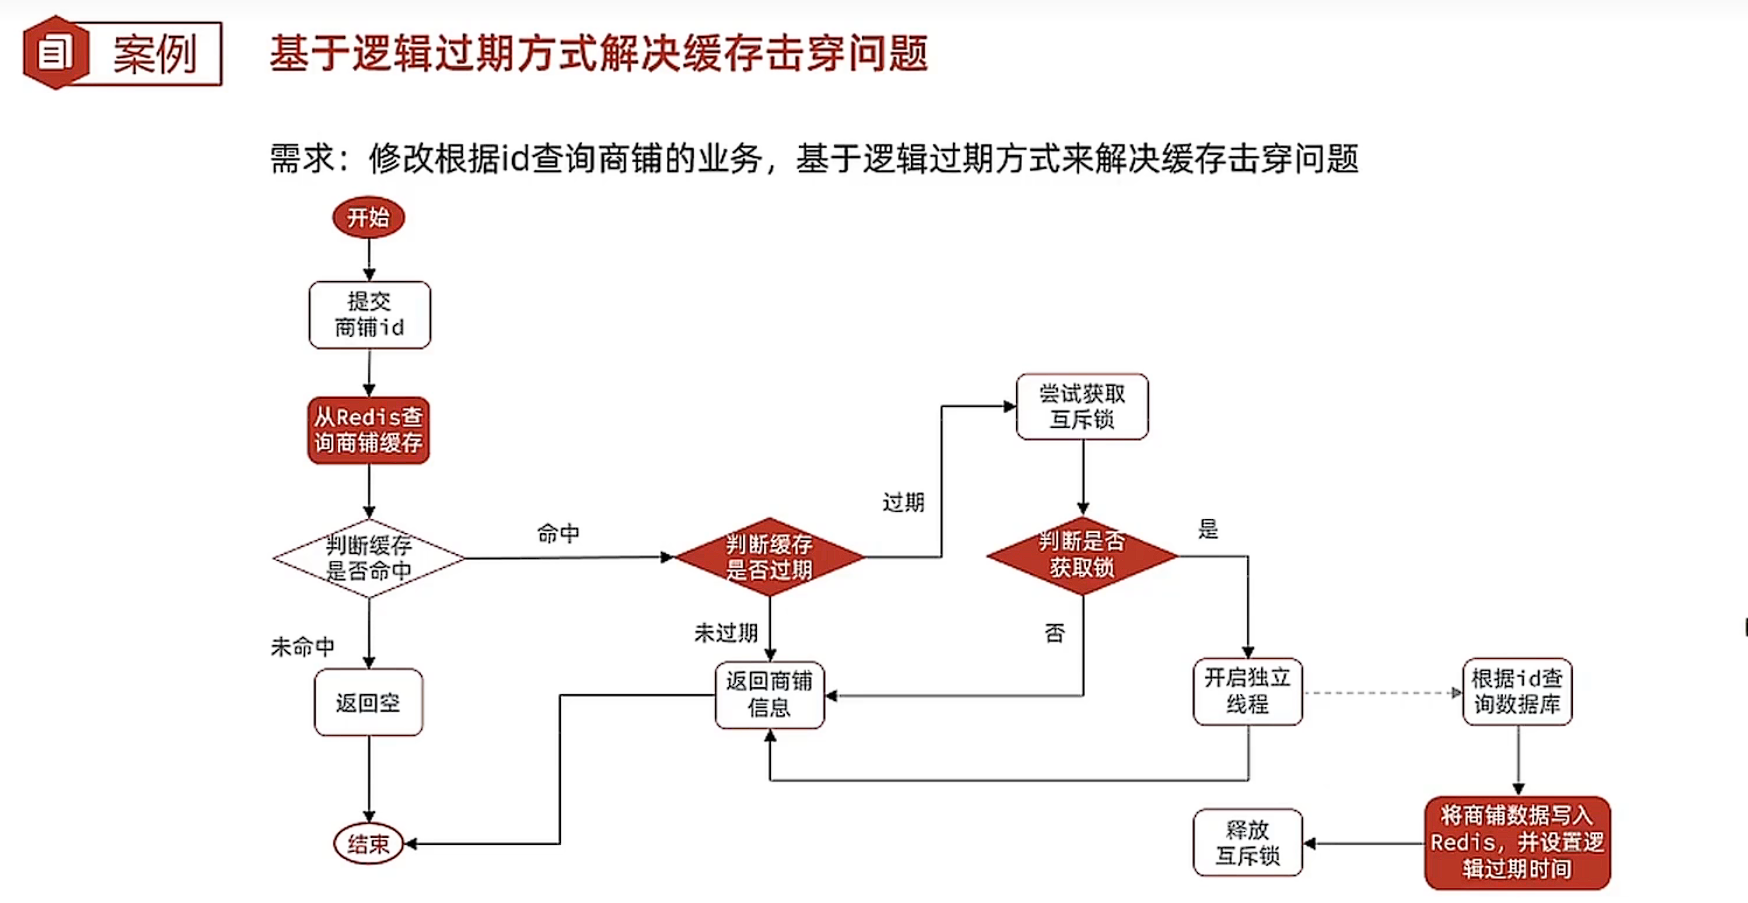 案例
基于逻辑过期方式解决缓存击穿问题
需求：修改根据id查询商铺的业务，基于逻辑过期方式来解决缓存击穿问题
开始
提交
商铺id
从Redis查
询商铺缓存
判断缓存
是否命中
命中
未命中
返回空
结束
判断缓存
是否过期
过期
未过期
返回商铺
信息
尝试获取
互斥锁
判断是否
获取锁
是
否
开启独立
线程
根据id查
询数据库
将商铺数据写入
Redis，并设置逻
辑过期时间
释放
互斥锁